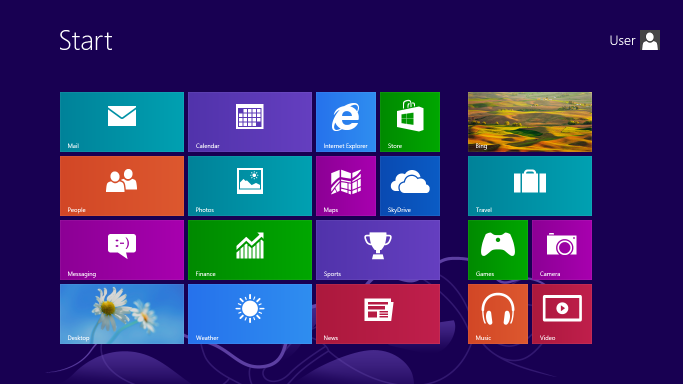 Start
User
Mail
Calendar
Internet Explorer
Store
Bing
People
Photos
Maps
SkyDrive
Travel
Messaging
:-)
Finance
Sports
Games
Camera
Desktop
Weather
News
Music
Video